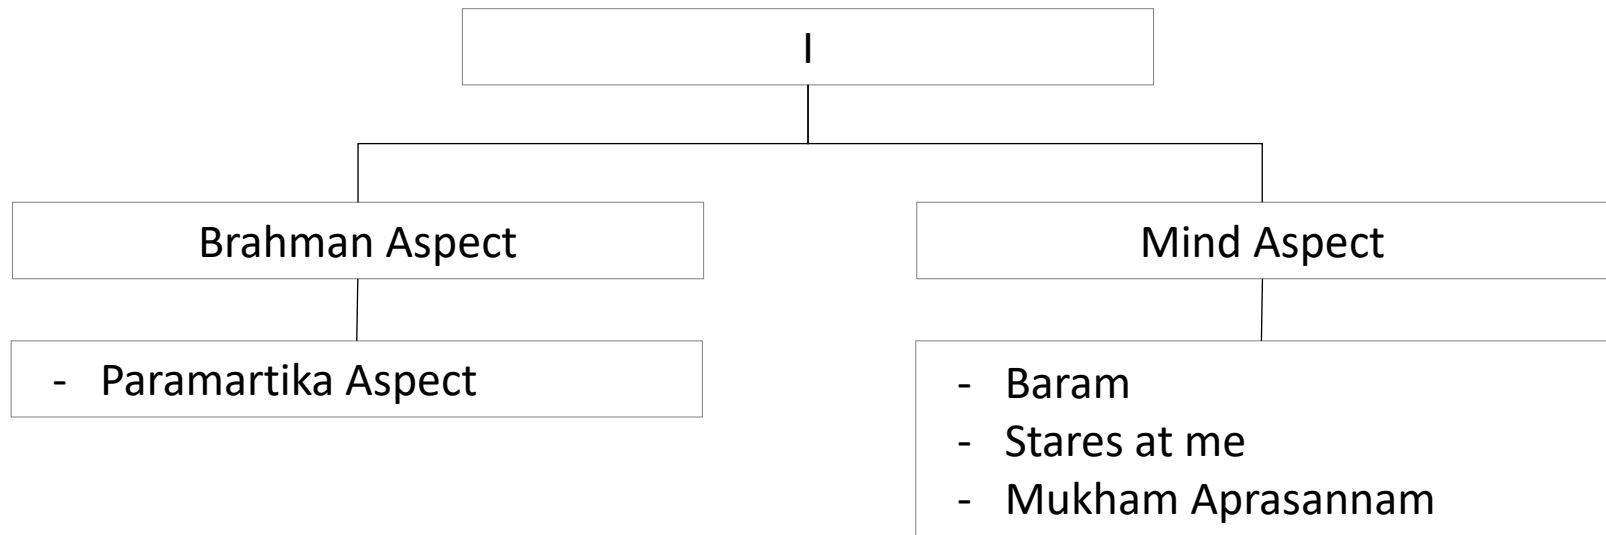 I
Brahman Aspect
Mind Aspect
- Paramartika Aspect
- Baram
- Stares at me
- Mukham Aprasannam